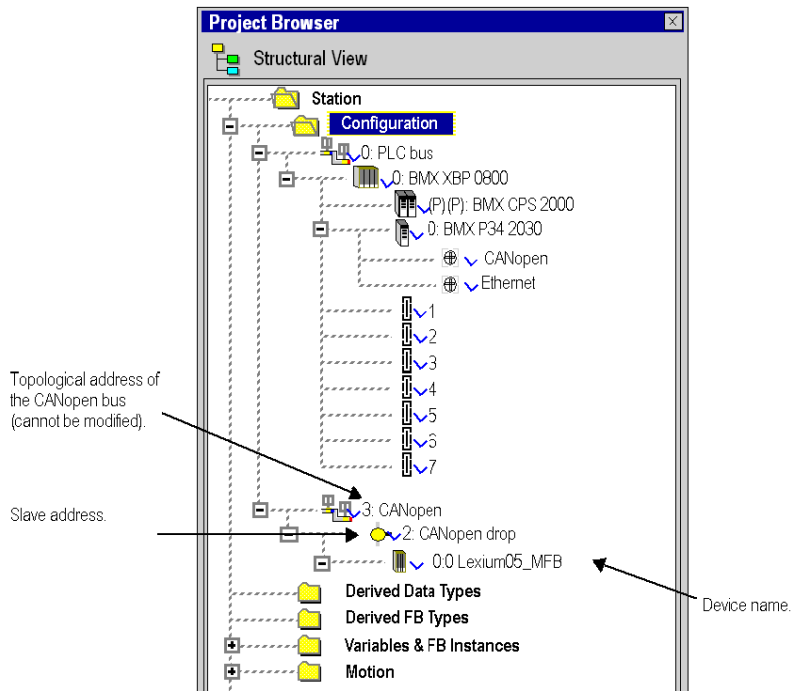 Project Browser
Structural View
Station
Configuration
0: PLC bus
0: BMX XBP 0800
(P) (P): BMX CPS 2000
0: BMX P34 2030
CANopen
Ethernet
1
2
3
4
5
6
7
Topological address of
the CANopen bus
(cannot be modified).
3: CANopen
Slave address.
2: CANopen drop
0:0 Lexium05_MFB
Device name.
Derived Data Types
Derived FB Types
Variables & FB Instances
Motion